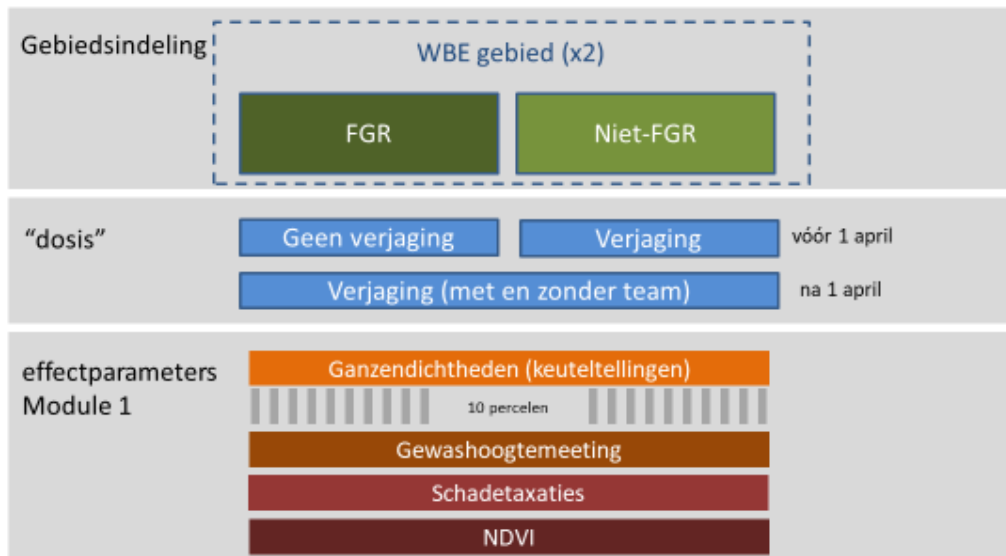 Gebiedsindeling
WBE gebied (x2)
FGR
Niet-FGR
“dosis”
Geen verjaging
Verjaging
vóór 1 april
Verjaging (met en zonder team)
na 1 april
effectparameters
Module 1
Ganzendichtheden (keuteltellingen)
10 percelen
Gewashoogtemeeting
Schadetaxaties
NDVI